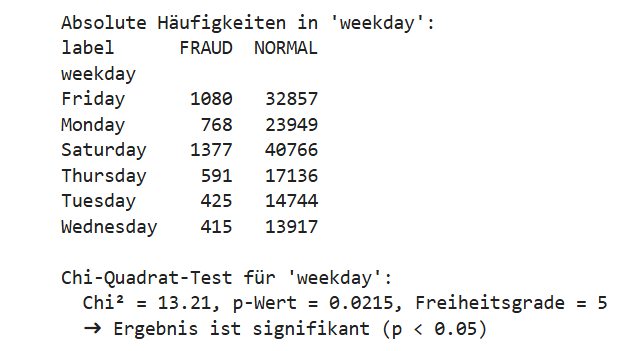 Absolute Häufigkeiten in 'weekday':
label FRAUD NORMAL
weekday
Friday 1080 32857
Monday 768 23949
Saturday 1377 40766
Thursday 591 17136
Tuesday 425 14744
Wednesday 415 13917
Chi-Quadrat-Test für 'weekday':
Chi² = 13.21, p-Wert = 0.0215, Freiheitsgrade = 5
→ Ergebnis ist signifikant (p < 0.05)